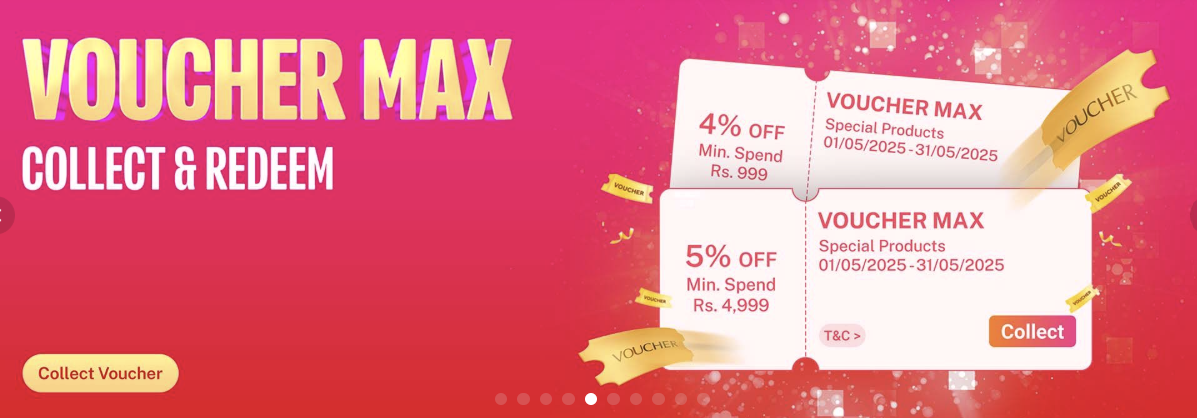 VOUCHER MAX
COLLECT & REDEEM
Collect Voucher
4% OFF
Min. Spend
Rs. 999
VOUCHER MAX
Special Products
01/05/2025 - 31/05/2025
5% OFF
Min. Spend
Rs. 4,999
VOUCHER MAX
Special Products
01/05/2025 - 31/05/2025
T&C >
Collect
VOUCHER
VOUCHER
VOUCHER
VOUCHER
VOUCHER
VOUCHER